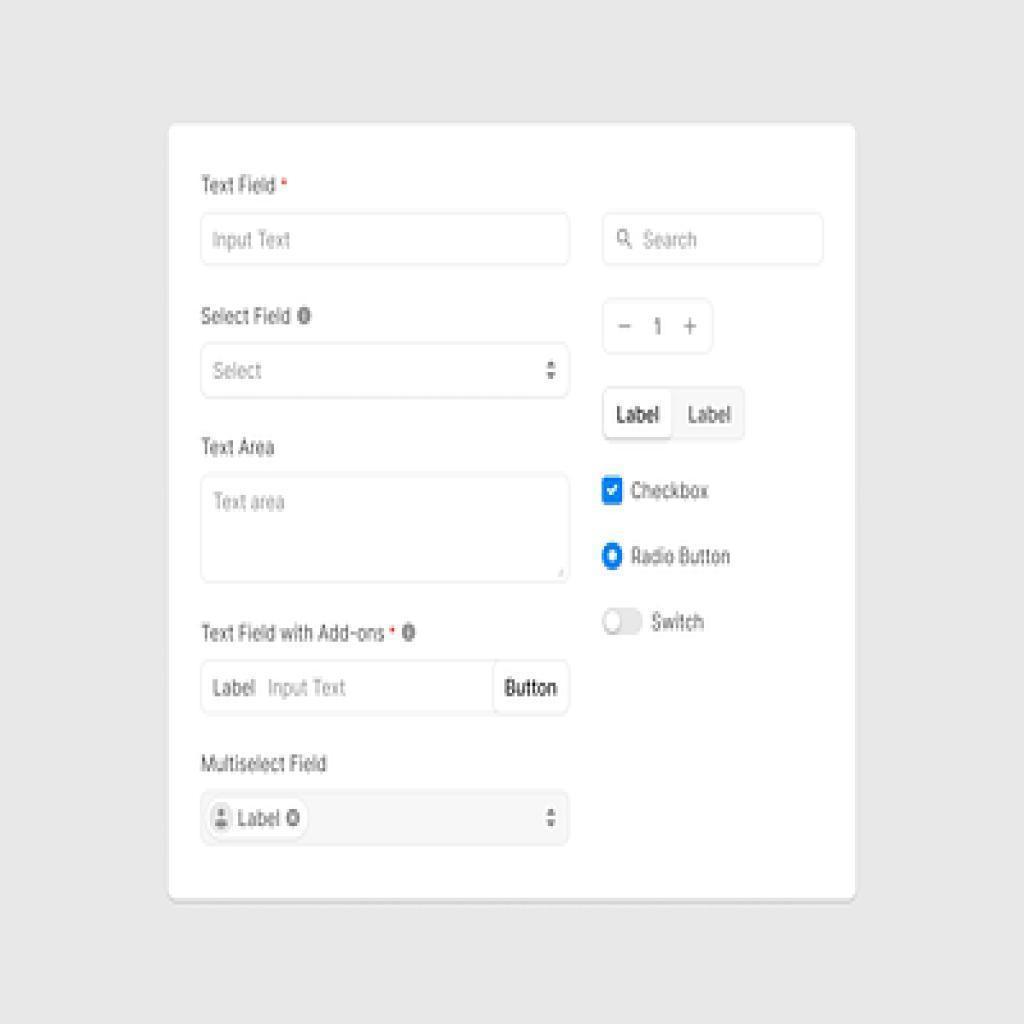 Text Field *
Input Text
Select Field
Select
Text Area
Text area
Text Field with Add-ons *
Label Input Text Button
Multiselect Field
Label
Search
− 1 +
Label Label
Checkbox
Radio Button
Switch